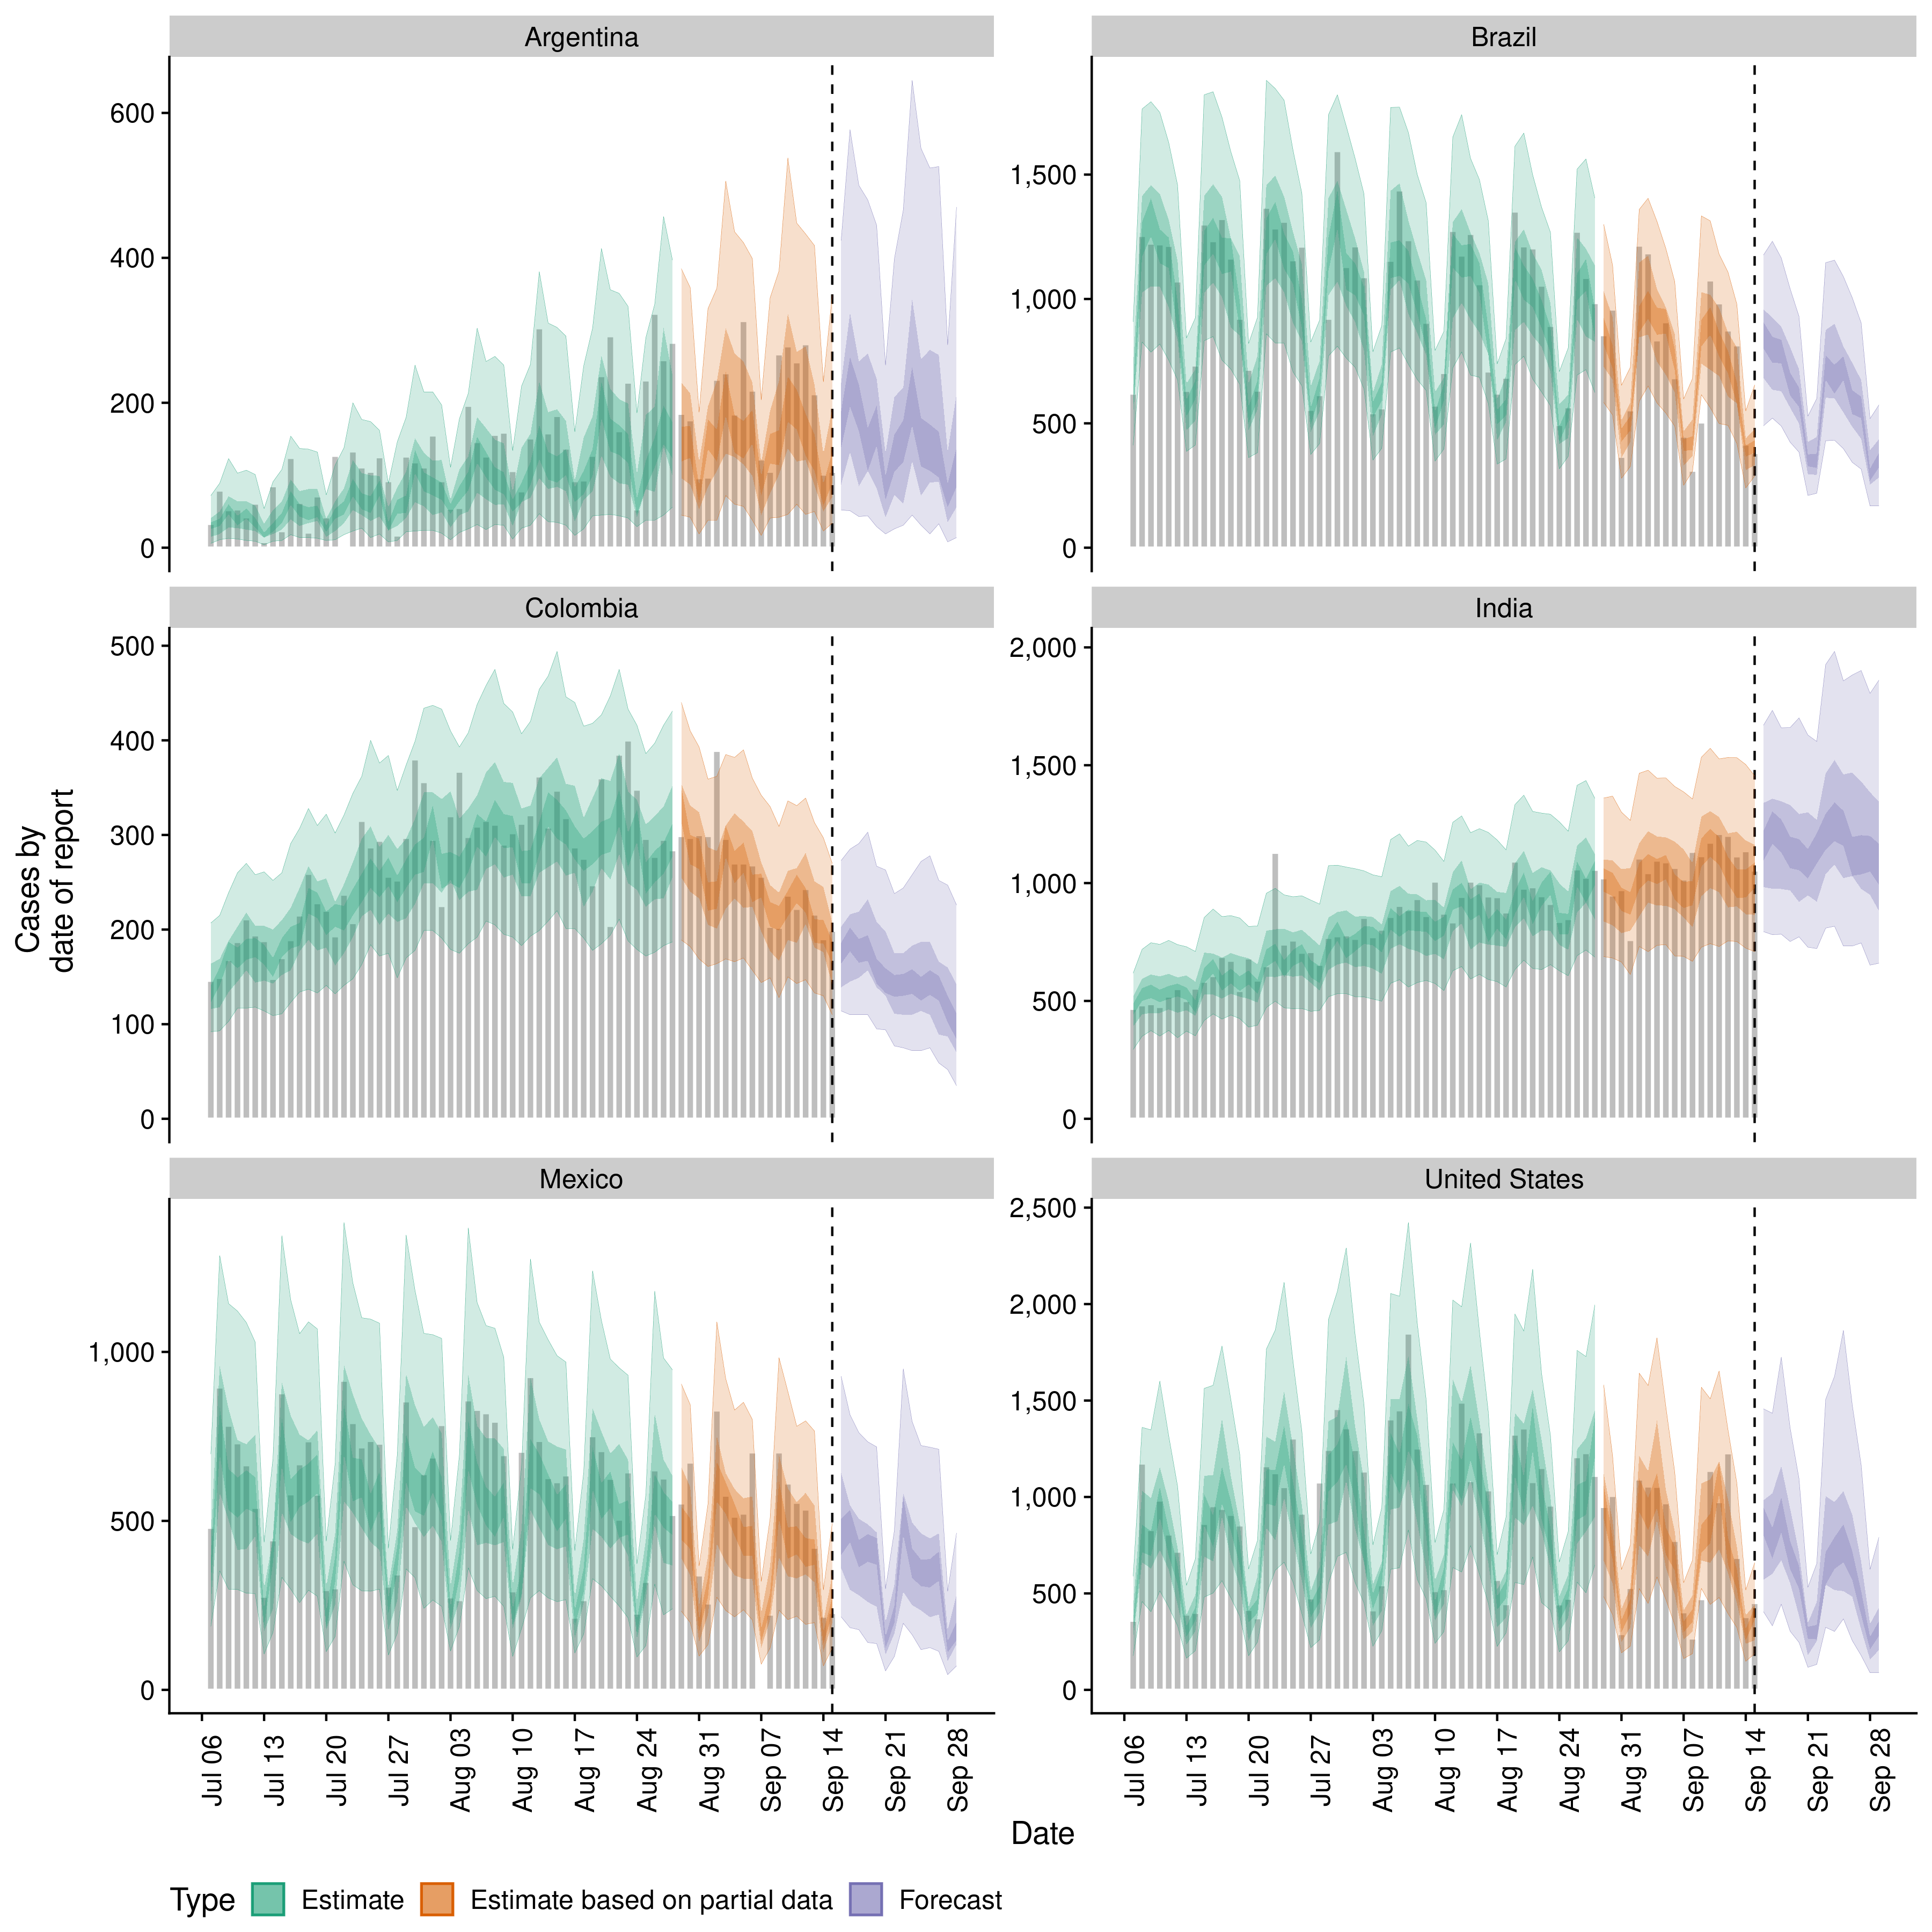 Argentina
Brazil
600
400
200
0
1,500
1,000
500
0
Colombia
India
500
400
300
200
100
0
2,000
1,500
1,000
500
0
Cases by
date of report
Mexico
United States
1,000
500
0
2,500
2,000
1,500
1,000
500
0
Jul 06
Jul 13
Jul 20
Jul 27
Aug 03
Aug 10
Aug 17
Aug 24
Aug 31
Sep 07
Sep 14
Sep 21
Sep 28
Jul 06
Jul 13
Jul 20
Jul 27
Aug 03
Aug 10
Aug 17
Aug 24
Aug 31
Sep 07
Sep 14
Sep 21
Sep 28
Date
Type Estimate Estimate based on partial data Forecast